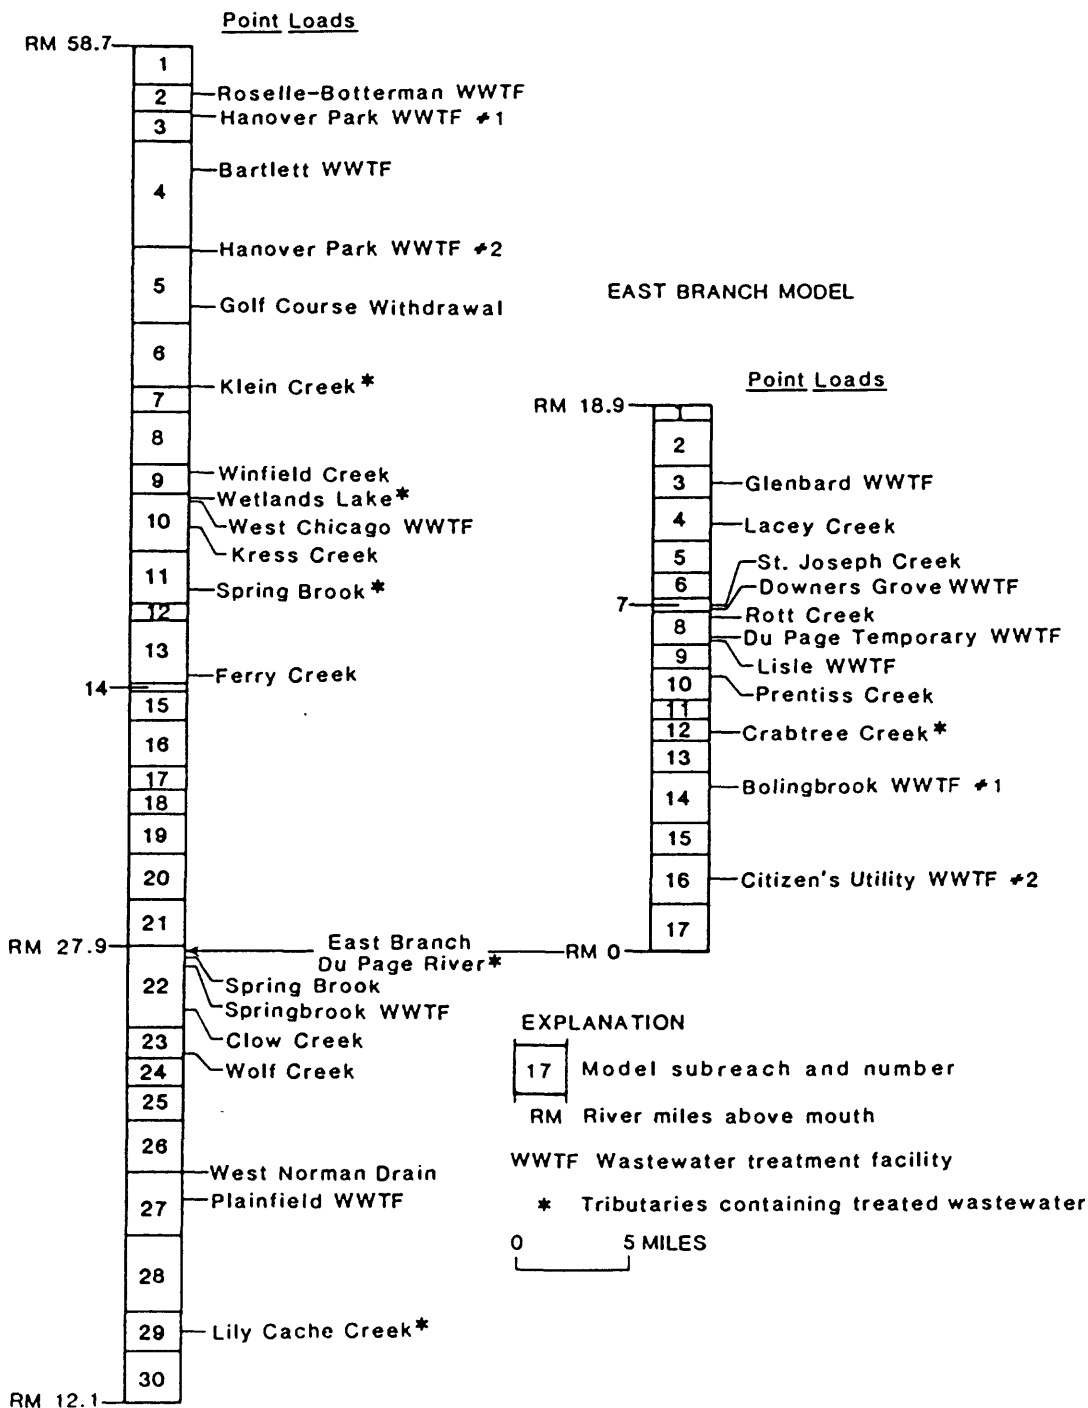 Point Loads
RM 58.7
1
2
Roselle-Botterman WWTF
Hanover Park WWTF #1
3
Bartlett WWTF
4
Hanover Park WWTF #2
5
Golf Course Withdrawal
6
Klein Creek*
7
8
Winfield Creek
9
Wetlands Lake*
West Chicago WWTF
10
Kress Creek
11
Spring Brook*
12
13
Ferry Creek
14
15
16
17
18
19
20
21
RM 27.9
East Branch
Du Page River*
22
Spring Brook
Springbrook WWTF
Clow Creek
23
Wolf Creek
24
25
26
West Norman Drain
Plainfield WWTF
27
28
29
Lily Cache Creek*
30
RM 12.1
EAST BRANCH MODEL
Point Loads
RM 18.9
1
2
3
Glenbard WWTF
4
Lacey Creek
5
St. Joseph Creek
6
Downers Grove WWTF
7
Rott Creek
8
Du Page Temporary WWTF
9
Lisle WWTF
10
Prentiss Creek
11
12
Crabtree Creek*
13
Bolingbrook WWTF #1
14
15
16
Citizen's Utility WWTF #2
17
RM 0
EXPLANATION
17 Model subreach and number
RM River miles above mouth
WWTF Wastewater treatment facility
* Tributaries containing treated wastewater
0 5 MILES